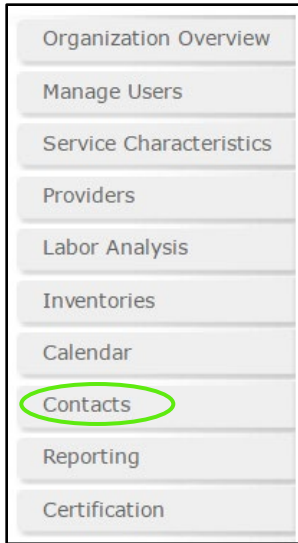 Organization Overview
Manage Users
Service Characteristics
Providers
Labor Analysis
Inventories
Calendar
Contacts
Reporting
Certification